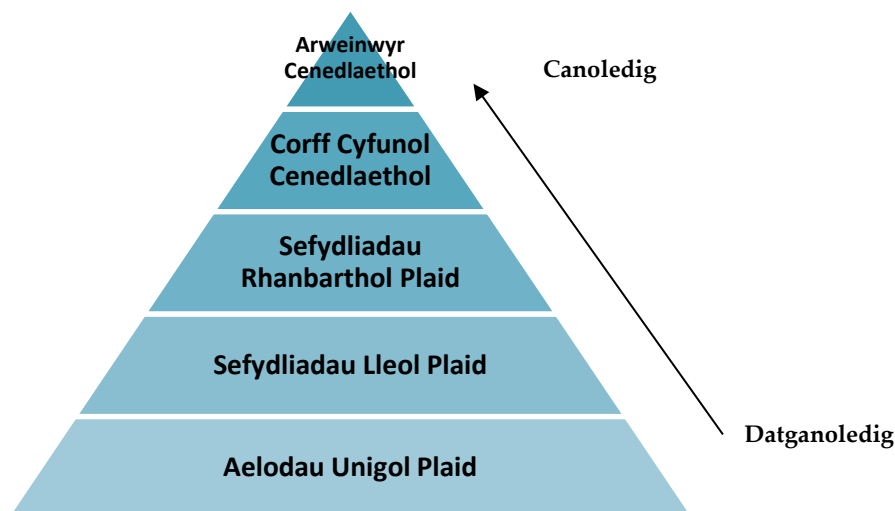 Arweinwyr
Cenedlaethol
Canoledig
Corff Cyfunol
Cenedlaethol
Sefydliadau
Rhanbarthol Plaid
Sefydliadau Lleol Plaid
Datganoledig
Aelodau Unigol Plaid